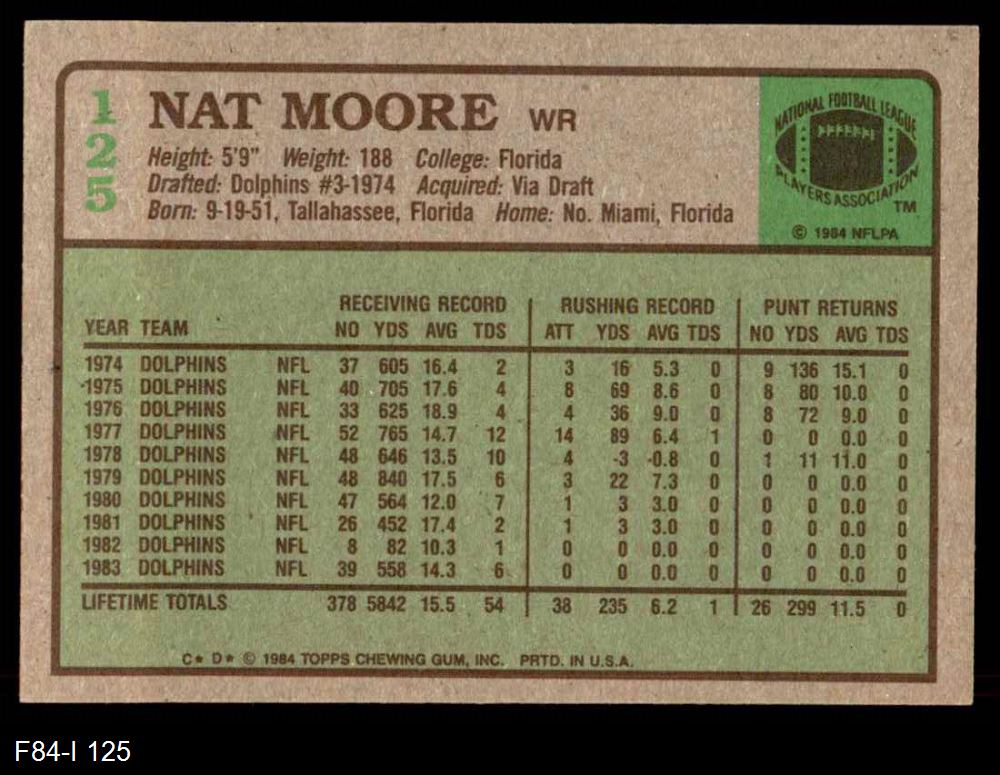 125
NAT MOORE WR
Height: 5'9" Weight: 188 College: Florida
Drafted: Dolphins #3-1974 Acquired: Via Draft
Born: 9-19-51, Tallahassee, Florida Home: No. Miami, Florida
NATIONAL FOOTBALL LEAGUE
PLAYERS ASSOCIATION
TM
© 1984 NFLPA
RECEIVING RECORD RUSHING RECORD PUNT RETURNS
YEAR TEAM NO YDS AVG TDS ATT YDS AVG TDS NO YDS AVG TDS
1974 DOLPHINS NFL 37 605 16.4 2 3 16 5.3 0 9 136 15.1 0
1975 DOLPHINS NFL 40 705 17.6 4 8 69 8.6 0 8 80 10.0 0
1976 DOLPHINS NFL 33 625 18.9 4 4 36 9.0 0 8 72 9.0 0
1977 DOLPHINS NFL 52 765 14.7 12 14 89 6.4 1 0 0 0.0 0
1978 DOLPHINS NFL 48 646 13.5 10 4 -3 -0.8 0 1 11 11.0 0
1979 DOLPHINS NFL 48 840 17.5 6 3 22 7.3 0 0 0 0.0 0
1980 DOLPHINS NFL 47 564 12.0 7 1 3 3.0 0 0 0 0.0 0
1981 DOLPHINS NFL 26 452 17.4 2 1 3 3.0 0 0 0 0.0 0
1982 DOLPHINS NFL 8 82 10.3 1 0 0 0.0 0 0 0 0.0 0
1983 DOLPHINS NFL 39 558 14.3 6 0 0 0.0 0 0 0 0.0 0
LIFETIME TOTALS 378 5842 15.5 54 38 235 6.2 1 26 299 11.5 0
C* D* © 1984 TOPPS CHEWING GUM, INC. PRTD. IN U.S.A.
F84-I 125